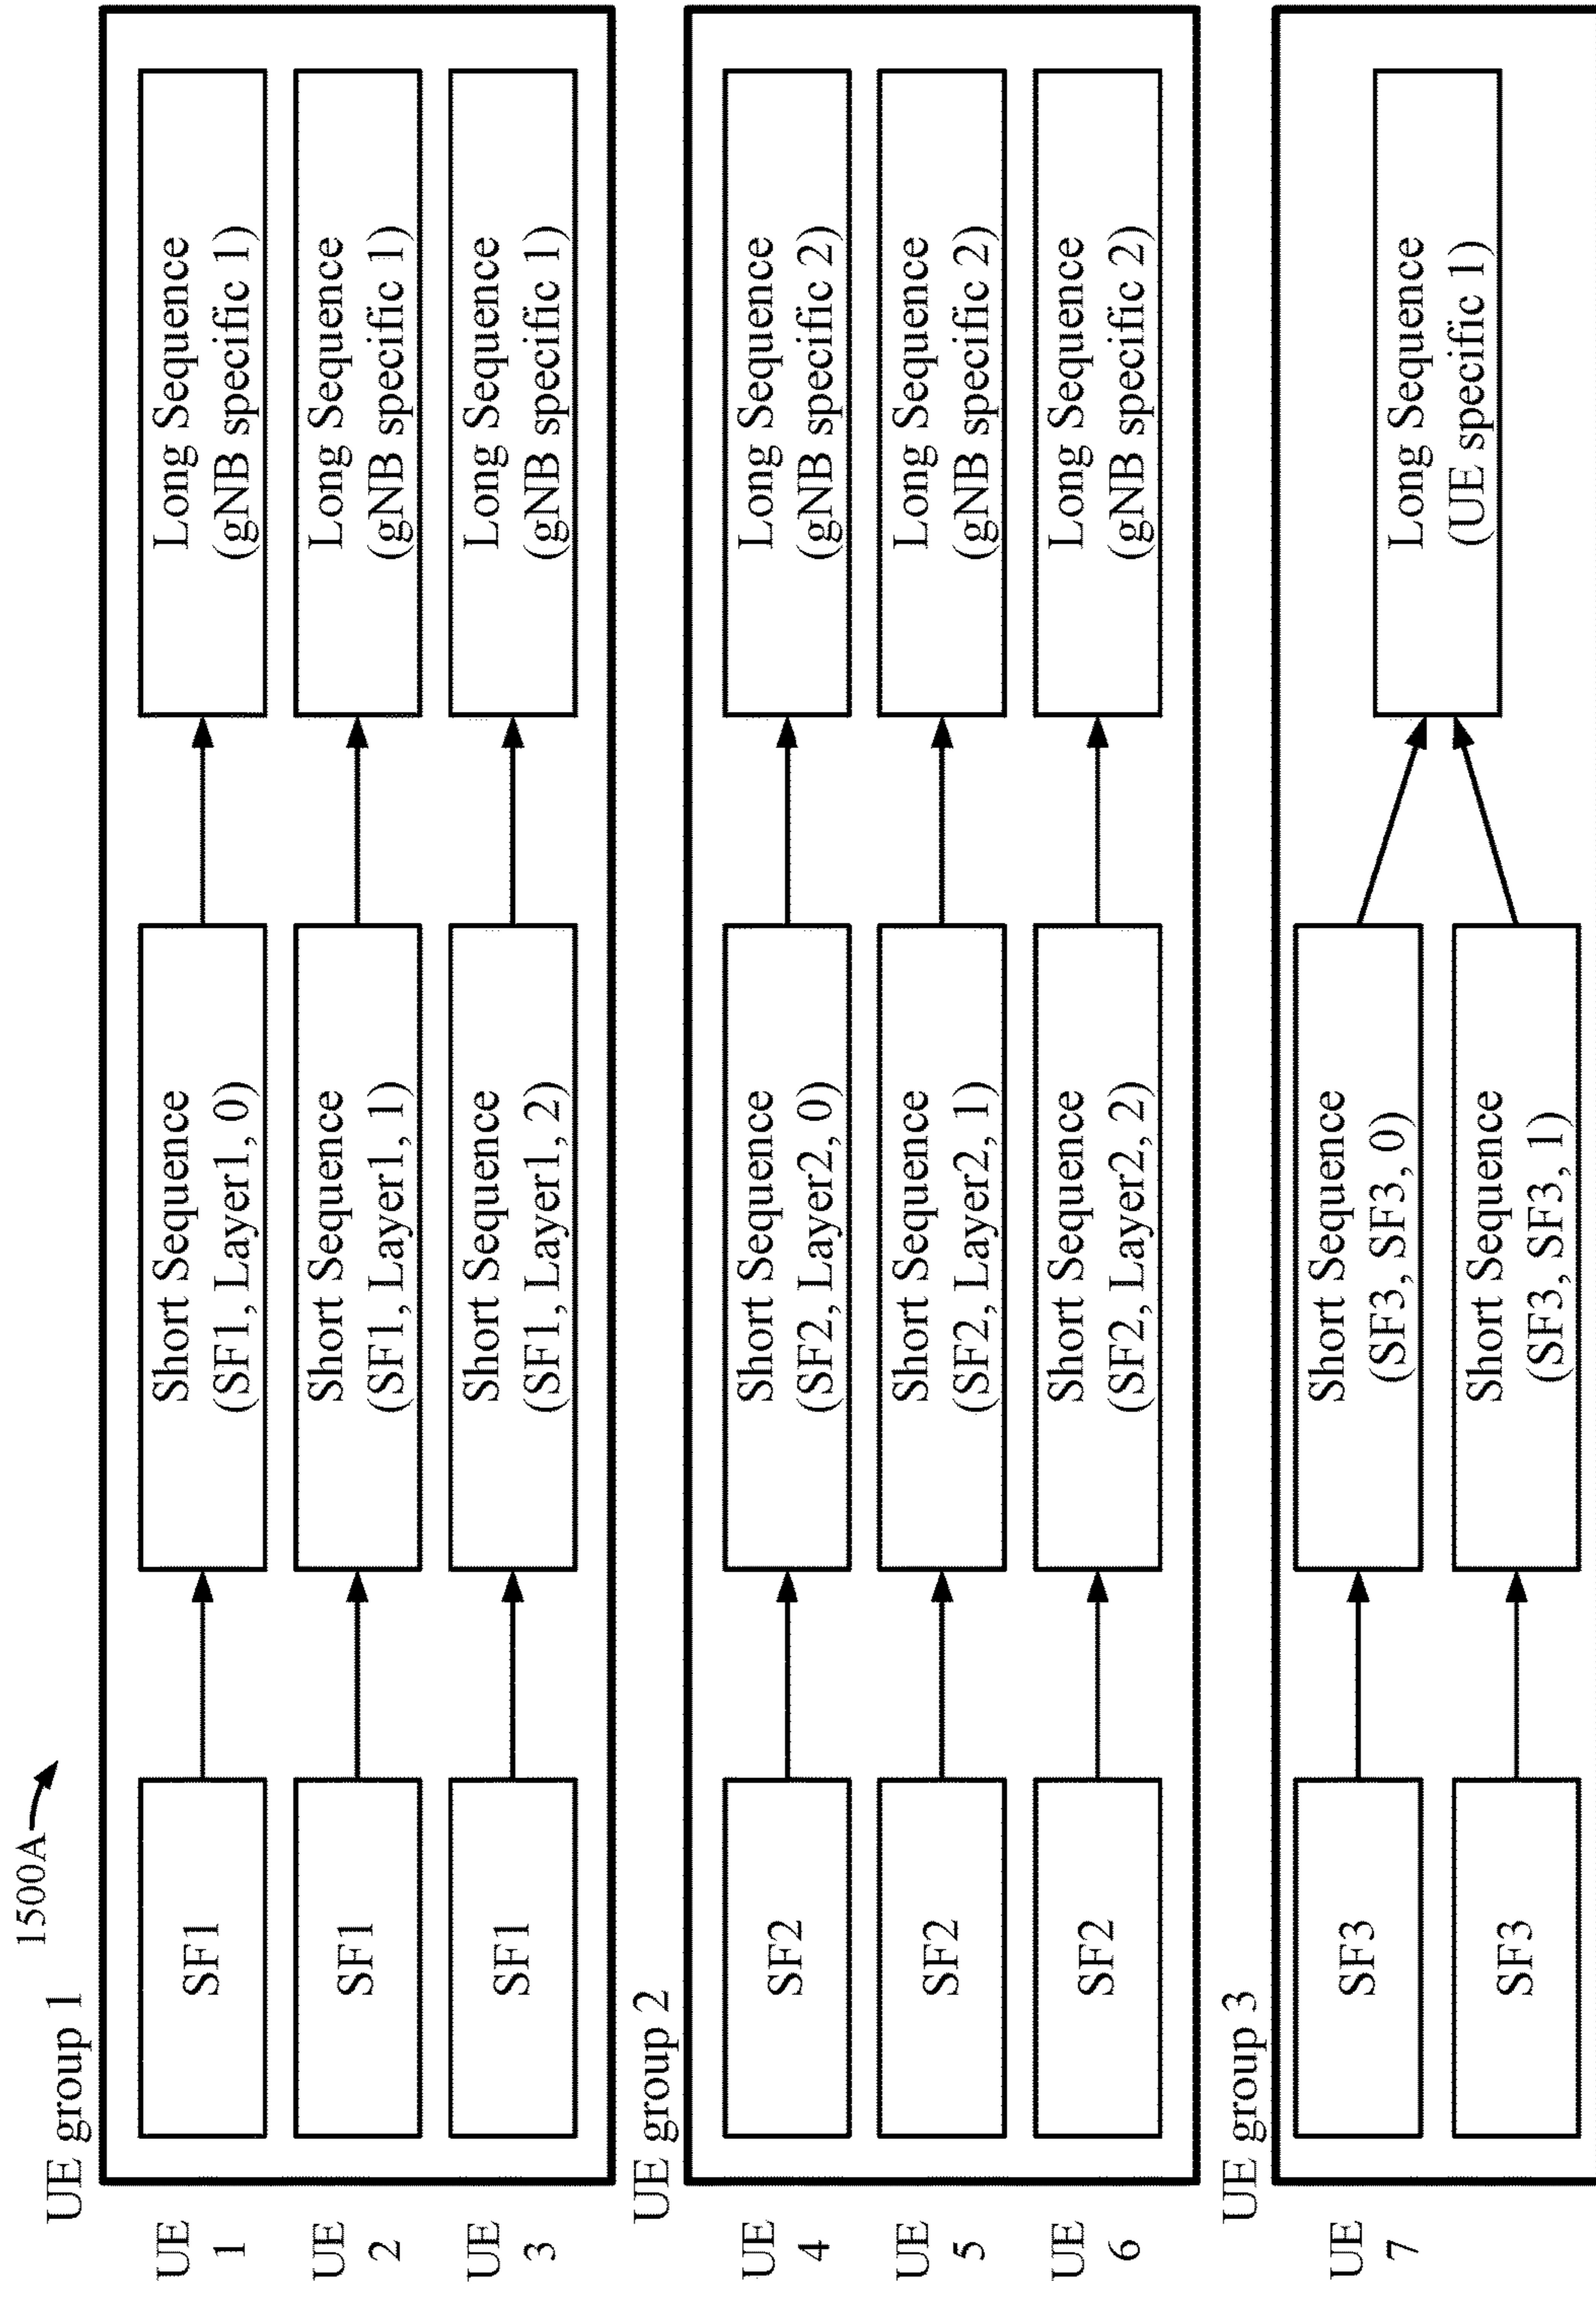 1500A
UE group 1
UE
1
SF1
Short Sequence
(SF1, Layer1, 0)
Long Sequence
(gNB specific 1)
UE
2
SF1
Short Sequence
(SF1, Layer1, 1)
Long Sequence
(gNB specific 1)
UE
3
SF1
Short Sequence
(SF1, Layer1, 2)
Long Sequence
(gNB specific 1)
UE group 2
UE
4
SF2
Short Sequence
(SF2, Layer2, 0)
Long Sequence
(gNB specific 2)
UE
5
SF2
Short Sequence
(SF2, Layer2, 1)
Long Sequence
(gNB specific 2)
UE
6
SF2
Short Sequence
(SF2, Layer2, 2)
Long Sequence
(gNB specific 2)
UE group 3
UE
7
SF3
Short Sequence
(SF3, SF3, 0)
SF3
Short Sequence
(SF3, SF3, 1)
Long Sequence
(UE specific 1)